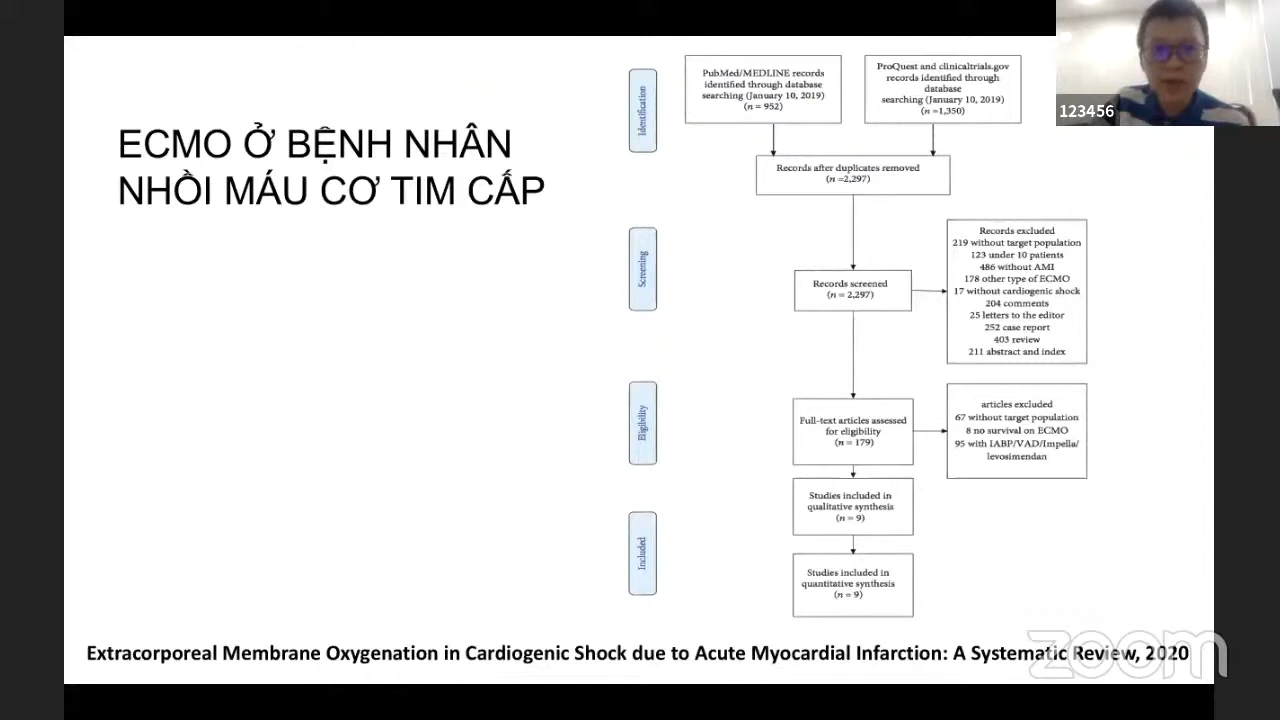 ECMO Ở BỆNH NHÂN
NHỒI MÁU CƠ TIM CẤP
Identification
PubMed/MEDLINE records
identified through database
searching (January 10, 2019)
(n = 952)
ProQuest and clinicaltrials.gov
records identified through
database
searching (January 10, 2019)
(n =1,350)
123456
Records after duplicates removed
(n =2,297)
Screening
Records screened
(n = 2,297)
Records excluded
219 without target population
123 under 10 patients
486 without AMI
178 other type of ECMO
17 without cardiogenic shock
204 comments
25 letters to the editor
252 case report
403 review
211 abstract and index
Eligibility
Full-text articles assessed
for eligibility
(n = 179)
articles excluded
67 without target population
8 no survival on ECMO
95 with IABP/VAD/Impella/
levosimendan
Studies included in
qualitative synthesis
(n = 9)
Included
Studies included in
quantitative synthesis
(n = 9)
Extracorporeal Membrane Oxygenation in Cardiogenic Shock due to Acute Myocardial Infarction: A Systematic Review, 2020
zoom